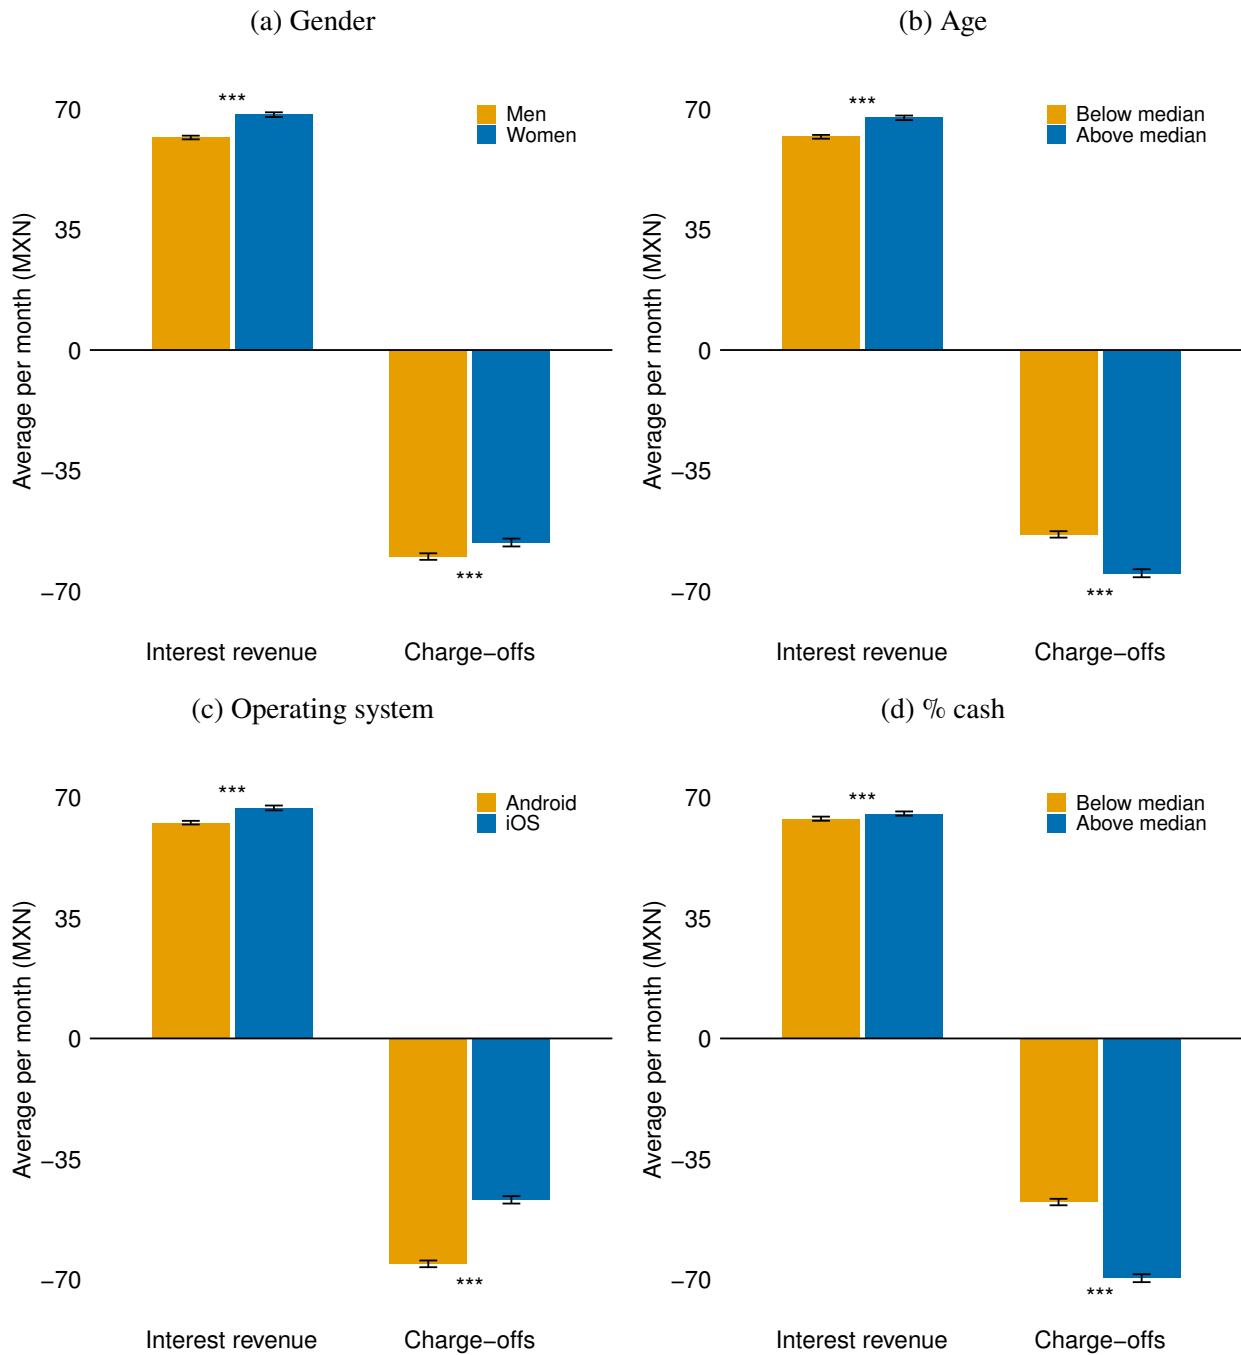 (a) Gender
70
35
0
−35
−70
Average per month (MXN)
***
Men
Women
***
Interest revenue
Charge−offs
(b) Age
70
35
0
−35
−70
Average per month (MXN)
***
Below median
Above median
***
Interest revenue
Charge−offs
(c) Operating system
70
35
0
−35
−70
Average per month (MXN)
***
Android
iOS
***
Interest revenue
Charge−offs
(d) % cash
70
35
0
−35
−70
Average per month (MXN)
***
Below median
Above median
***
Interest revenue
Charge−offs